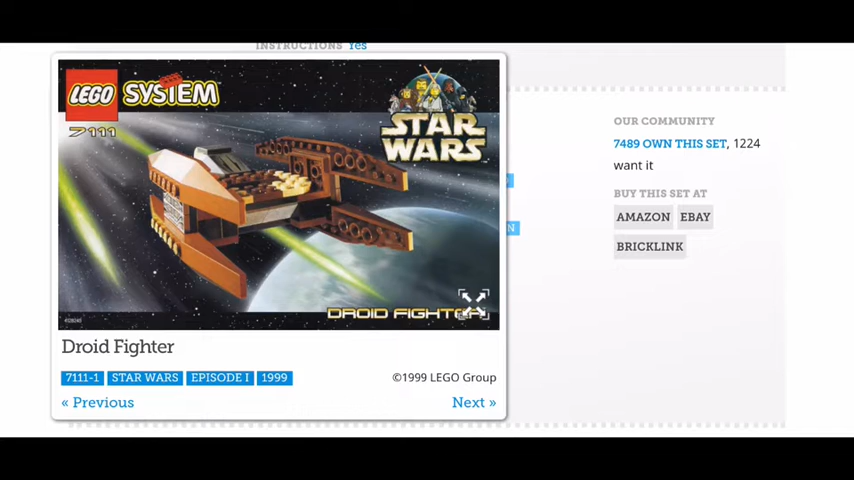 INSTRUCTIONS Yes
LEGO SYSTEM
7111
STAR
WARS
DROID FIGHTER
Droid Fighter
7111-1 STAR WARS EPISODE I 1999
©1999 LEGO Group
« Previous Next »
OUR COMMUNITY
7489 OWN THIS SET, 1224
want it
BUY THIS SET AT
AMAZON EBAY
BRICKLINK
N